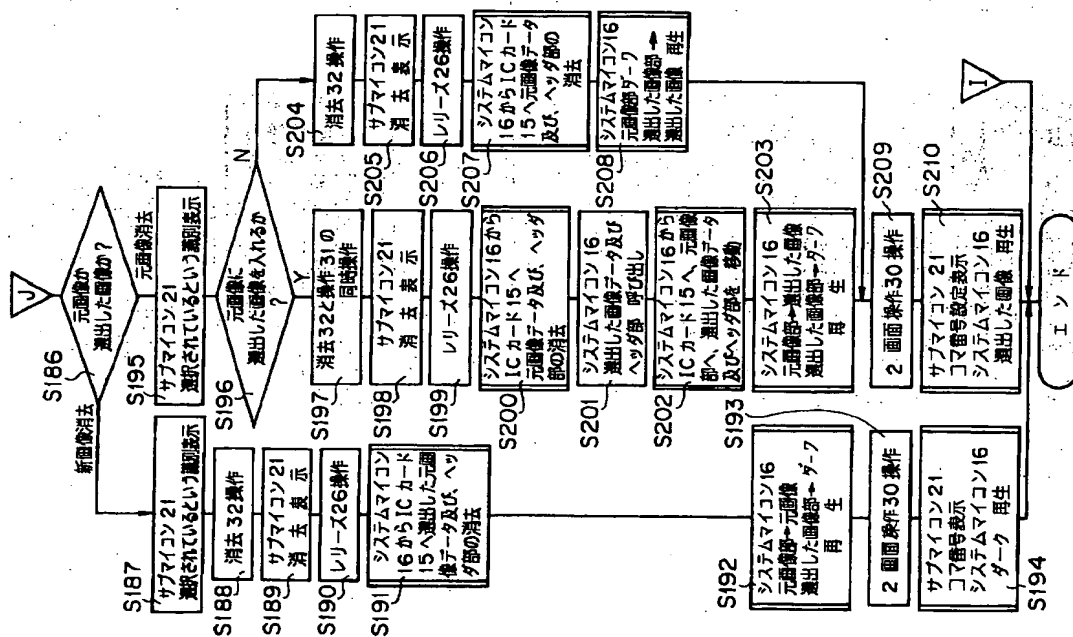 J
S186
元画像か
選出した画像か？
新画像消去
元画像消去
S187
サブマイコン21
選択されているという識別表示
S188
消去32操作
S189
サブマイコン21
消去表示
S190
レリーズ26操作
S191
システムマイコン
16からICカード
15へ選出した元画
像データ及び、ヘッ
ダ部の消去
S192
システムマイコン16
元画像部←元画像
選出した画像部←ダーク
再生
S193
2画面操作30操作
S194
サブマイコン21
コマ番号表示
システムマイコン16
ダーク 再生
S195
サブマイコン21
選択されているという識別表示
S196
元画像に
選出した画像を入れるか
？
Y
N
S197
消去32と操作31の
同時操作
S198
サブマイコン21
消去表示
S199
レリーズ26操作
S200
システムマイコン16から
ICカード15へ
元画像データ及び、ヘッダ
部の消去
S201
システムマイコン16
選出した画像データ及び
ヘッダ部 呼び出し
S202
システムマイコン16から
ICカード15へ、元画像
部へ、選出した画像データ
及びヘッダ部を 移動
S203
システムマイコン16
元画像部←選出した画像
選出した画像部←ダーク
再生
S204
消去32操作
S205
サブマイコン21
消去表示
S206
レリーズ26操作
S207
システムマイコン
16からICカード
15へ元画像データ
及び、ヘッダ部の
消去
S208
システムマイコン16
元画像部ダーク
選出した画像部←
選出した画像 再生
S209
2画面操作30操作
S210
サブマイコン21
コマ番号設定表示
システムマイコン16
選出した画像 再生
I
エンド